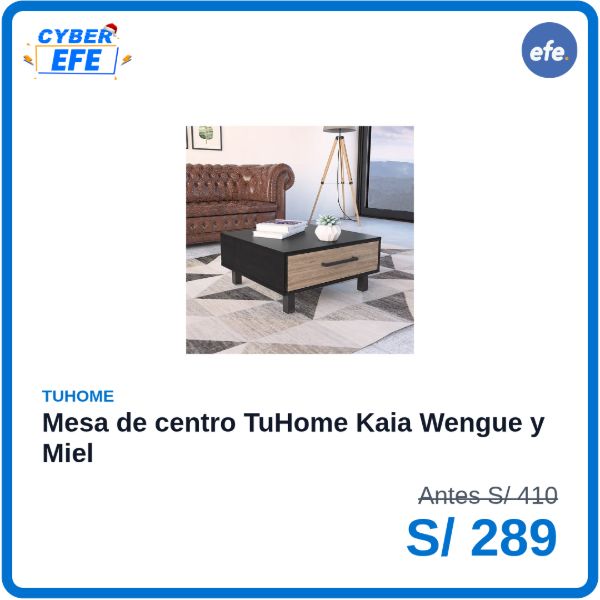 CYBER
EFE
efe.
TUHOME
Mesa de centro TuHome Kaia Wengue y
Miel
Antes S/ 410
S/ 289